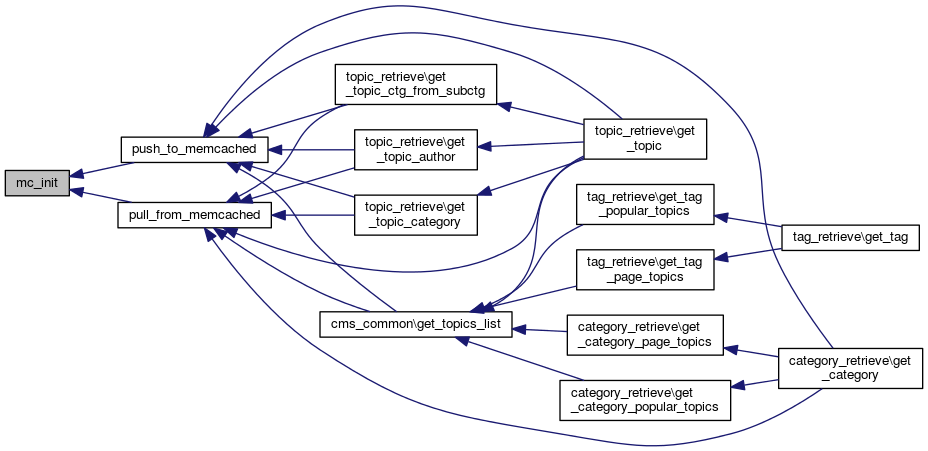 mc_init
push_to_memcached
pull_from_memcached
topic_retrieve\get
_topic_ctg_from_subctg
topic_retrieve\get
_topic_author
topic_retrieve\get
_topic_category
cms_common\get_topics_list
topic_retrieve\get
_topic
tag_retrieve\get_tag
_popular_topics
tag_retrieve\get_tag
_page_topics
category_retrieve\get
_category_page_topics
category_retrieve\get
_category_popular_topics
tag_retrieve\get_tag
category_retrieve\get
_category